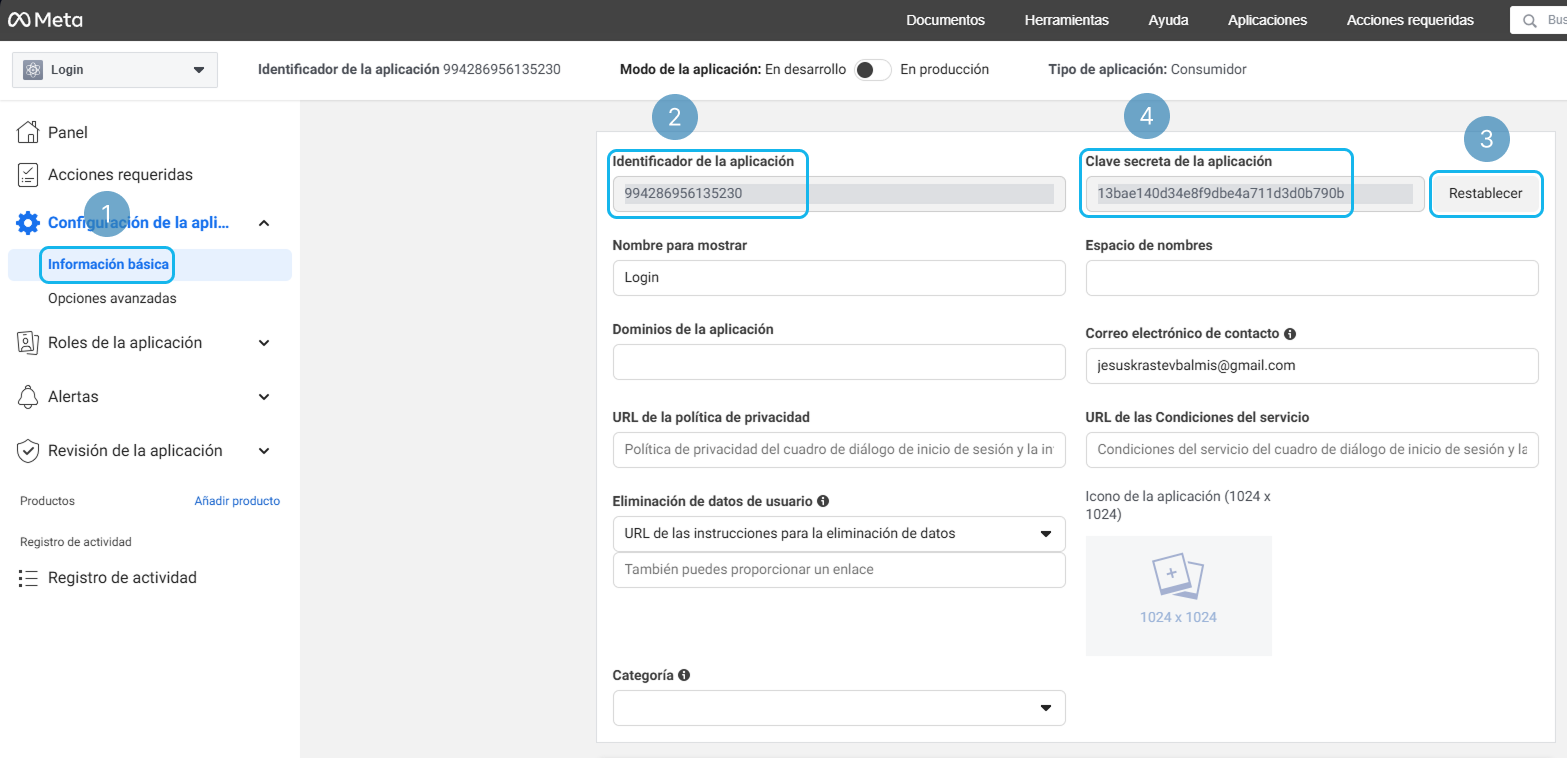 Meta
Documentos Herramientas Ayuda Aplicaciones Acciones requeridas Bus
Login
Identificador de la aplicación 994286956135230
Modo de la aplicación: En desarrollo En producción
Tipo de aplicación: Consumidor
Panel
Acciones requeridas
1
Configuración de la apli...
Información básica
Opciones avanzadas
Roles de la aplicación
Alertas
Revisión de la aplicación
Productos Añadir producto
Registro de actividad
Registro de actividad
2
4
3
Identificador de la aplicación
994286956135230
Clave secreta de la aplicación
13bae140d34e8f9dbe4a711d3d0b790b
Restablecer
Nombre para mostrar
Login
Espacio de nombres
Dominios de la aplicación
Correo electrónico de contacto
jesuskrastevbalmis@gmail.com
URL de la política de privacidad
Política de privacidad del cuadro de diálogo de inicio de sesión y la in
URL de las Condiciones del servicio
Condiciones del servicio del cuadro de diálogo de inicio de sesión y la
Eliminación de datos de usuario
URL de las instrucciones para la eliminación de datos
También puedes proporcionar un enlace
Icono de la aplicación (1024 x
1024)
1024 x 1024
Categoría